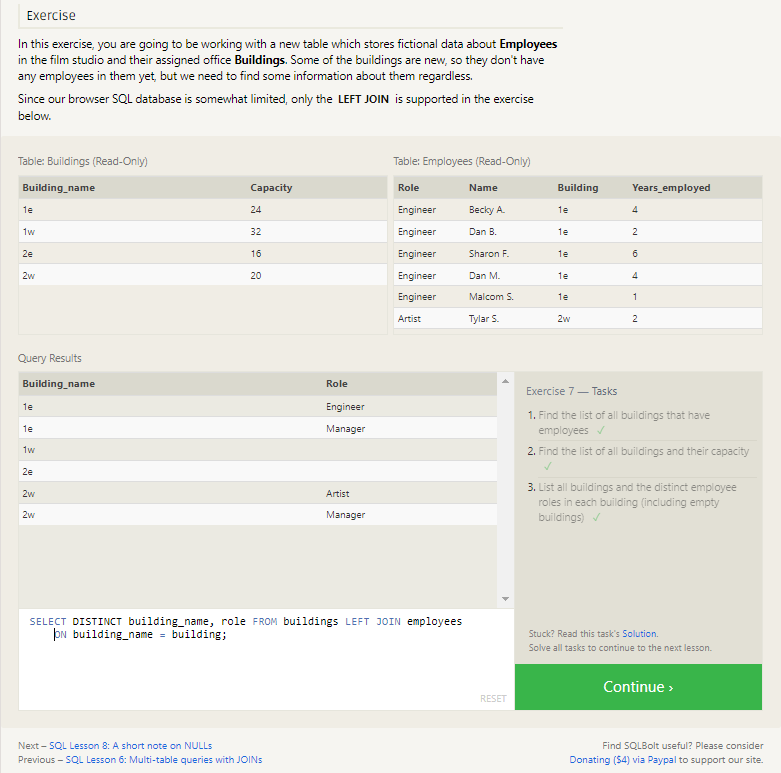 Exercise
In this exercise, you are going to be working with a new table which stores fictional data about Employees
in the film studio and their assigned office Buildings. Some of the buildings are new, so they don't have
any employees in them yet, but we need to find some information about them regardless.
Since our browser SQL database is somewhat limited, only the LEFT JOIN is supported in the exercise
below.
Table: Buildings (Read-Only)
Building_name Capacity
1e 24
1w 32
2e 16
2w 20
Table: Employees (Read-Only)
Role Name Building Years_employed
Engineer Becky A. 1e 4
Engineer Dan B. 1e 2
Engineer Sharon F. 1e 6
Engineer Dan M. 1e 4
Engineer Malcom S. 1e 1
Artist Tylar S. 2w 2
Query Results
Building_name Role
1e Engineer
1e Manager
1w
2e
2w Artist
2w Manager
SELECT DISTINCT building_name, role FROM buildings LEFT JOIN employees
ON building_name = building;
RESET
Exercise 7 — Tasks
1. Find the list of all buildings that have
employees ✓
2. Find the list of all buildings and their capacity
✓
3. List all buildings and the distinct employee
roles in each building (including empty
buildings) ✓
Stuck? Read this task's Solution.
Solve all tasks to continue to the next lesson.
Continue ›
Next – SQL Lesson 8: A short note on NULLs
Previous – SQL Lesson 6: Multi-table queries with JOINs
Find SQLBolt useful? Please consider
Donating ($4) via Paypal to support our site.